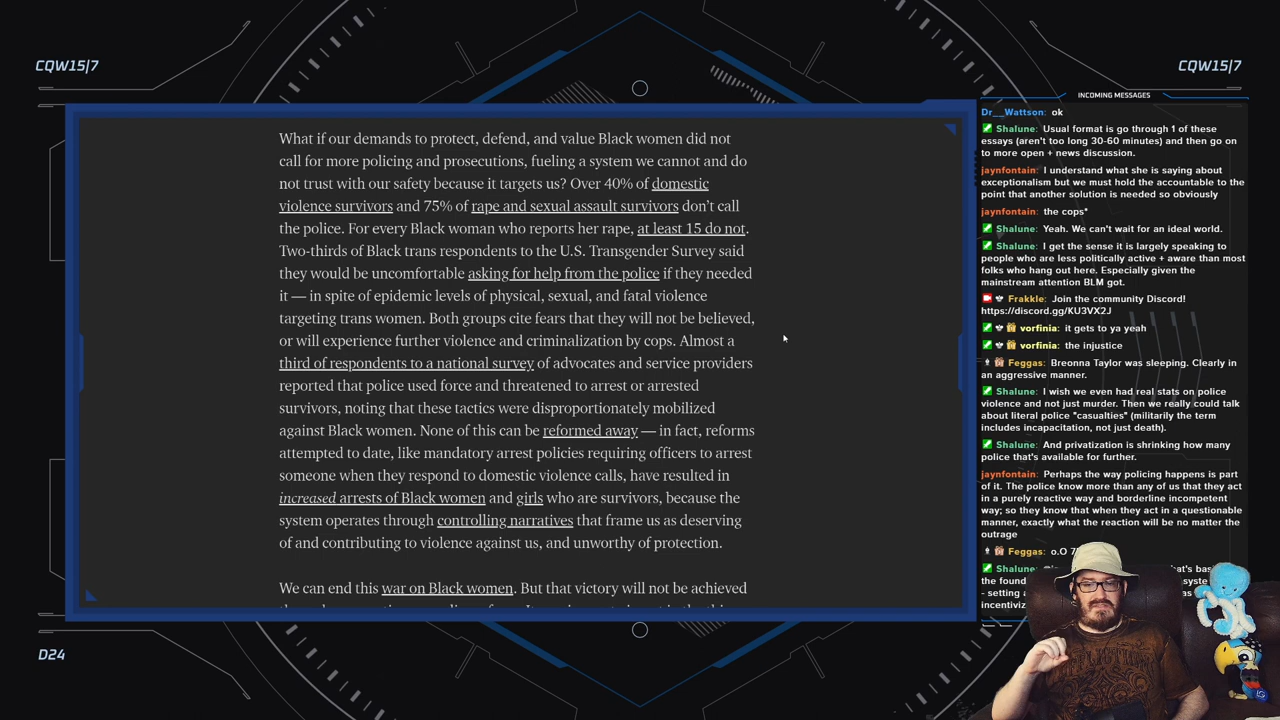 CQW15|7
CQW15|7
What if our demands to protect, defend, and value Black women did not
call for more policing and prosecutions, fueling a system we cannot and do
not trust with our safety because it targets us? Over 40% of domestic
violence survivors and 75% of rape and sexual assault survivors don’t call
the police. For every Black woman who reports her rape, at least 15 do not.
Two-thirds of Black trans respondents to the U.S. Transgender Survey said
they would be uncomfortable asking for help from the police if they needed
it — in spite of epidemic levels of physical, sexual, and fatal violence
targeting trans women. Both groups cite fears that they will not be believed,
or will experience further violence and criminalization by cops. Almost a
third of respondents to a national survey of advocates and service providers
reported that police used force and threatened to arrest or arrested
survivors, noting that these tactics were disproportionately mobilized
against Black women. None of this can be reformed away — in fact, reforms
attempted to date, like mandatory arrest policies requiring officers to arrest
someone when they respond to domestic violence calls, have resulted in
increased arrests of Black women and girls who are survivors, because the
system operates through controlling narratives that frame us as deserving
of and contributing to violence against us, and unworthy of protection.
We can end this war on Black women. But that victory will not be achieved
INCOMING MESSAGES
Dr__Wattson: ok
Shalune: Usual format is go through 1 of these
essays (aren't too long 30-60 minutes) and then go on
to more open + news discussion.
jaynfontain: I understand what she is saying about
exceptionalism but we must hold the accountable to the
point that another solution is needed so obviously
jaynfontain: the cops*
Shalune: Yeah. We can't wait for an ideal world.
Shalune: I get the sense it is largely speaking to
people who are less politically active + aware than most
folks who hang out here. Especially given the
mainstream attention BLM got.
Frakkle: Join the community Discord!
https://discord.gg/KU3VX2J
vorfinia: it gets to ya yeah
vorfinia: the injustice
Feggas: Breonna Taylor was sleeping. Clearly in
an aggressive manner.
Shalune: I wish we even had real stats on police
violence and not just murder. Then we really could talk
about literal police "casualties" (militarily the term
includes incapacitation, not just death).
Shalune: And privatization is shrinking how many
police that's available for further.
jaynfontain: Perhaps the way policing happens is part
of it. The police know more than any of us that they act
in a purely reactive way and borderline incompetent
way; so they know that when they act in a questionable
manner, exactly what the reaction will be no matter the
outrage
Feggas: o.O
Shalune:
the
- setting a
D24